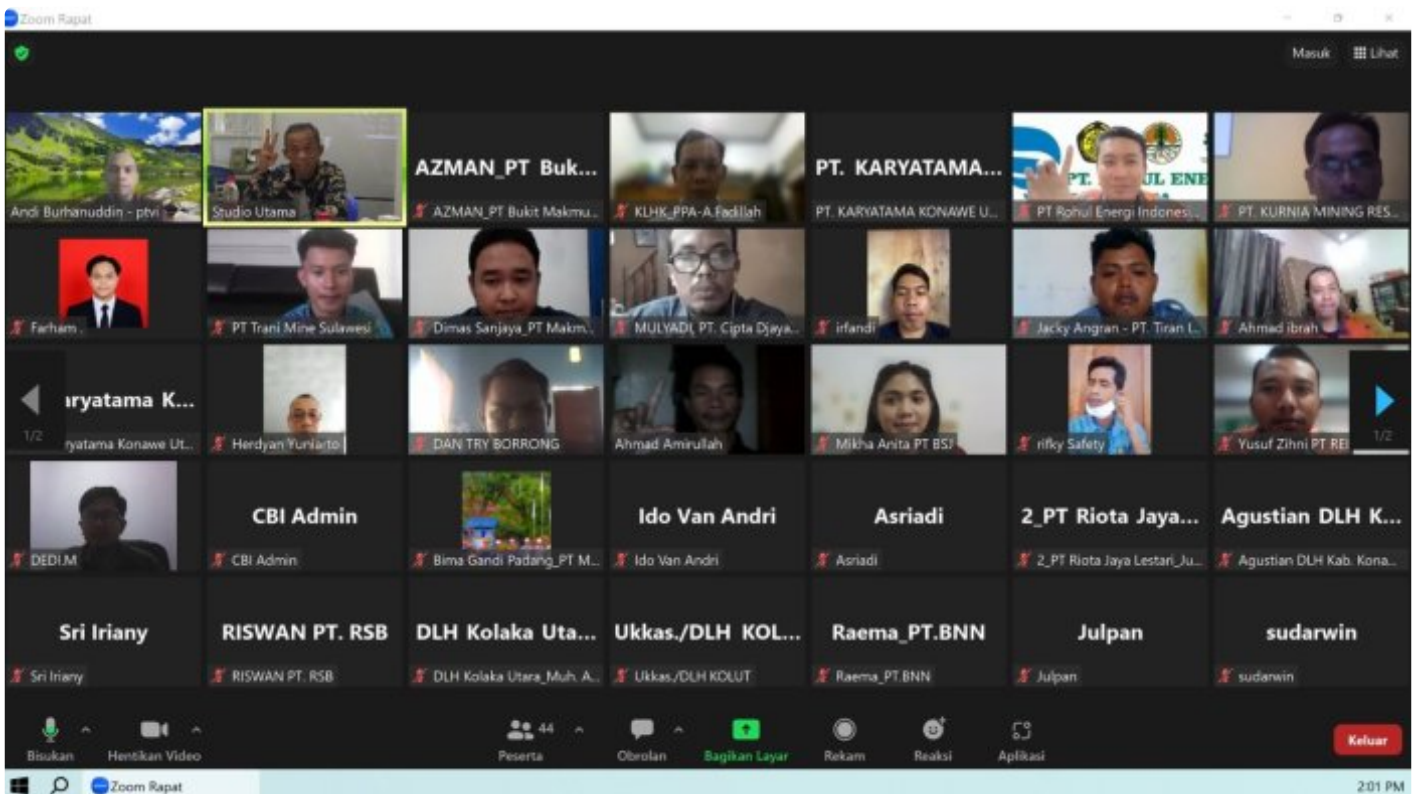 Zoom Rapat
Masuk
Lihat
Andi Burhanuddin - ptvi
Studio Utama
AZMAN_PT Buk...
AZMAN_PT Bukit Makmu...
KLHK_PPA-A.Fadillah
PT. KARYATAMA...
PT. KARYATAMA KONAWE U...
PT. UL ENE
PT Rohul Energi Indones...
PT. KURNIA MINING RES...
Farham .
PT Trani Mine Sulawesi
Dimas Sanjaya_PT Makm...
MULYADI, PT. Cipta Djaya...
irfandi
Jacky Angran - PT. Tiran I...
Ahmad ibrah
aryatama K...
1/2
ryatama Konawe Ut...
Herdyan Yuniarto
DAN TRY BORRONG
Ahmad Amirullah
Mikha Anita PT BSJ
rifky Safety
Yusuf Zihni PT REI
1/2
DEDI.M
CBI Admin
CBI Admin
Bima Gandi Padang_PT M...
Ido Van Andri
Ido Van Andri
Asriadi
Asriadi
2_PT Riota Jaya...
2_PT Riota Jaya Lestari_Ju...
Agustian DLH K...
Agustian DLH Kab. Kona...
Sri Iriany
Sri Iriany
RISWAN PT. RSB
RISWAN PT. RSB
DLH Kolaka Uta...
DLH Kolaka Utara_Muh. A...
Ukkas./DLH KOL...
Ukkas./DLH KOLUT
Raema_PT.BNN
Raema_PT.BNN
Julpan
Julpan
sudarwin
sudarwin
Bisukan
Hentikan Video
44
Peserta
Obrolan
Bagikan Layar
Rekam
Reaksi
Aplikasi
Keluar
Zoom Rapat
2:01 PM